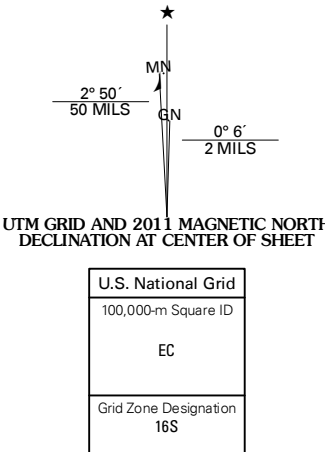 ★
MN
2° 50´
50 MILS
GN
0° 6´
2 MILS
UTM GRID AND 2011 MAGNETIC NORTH
DECLINATION AT CENTER OF SHEET
U.S. National Grid
100,000-m Square ID
EC
Grid Zone Designation
16S